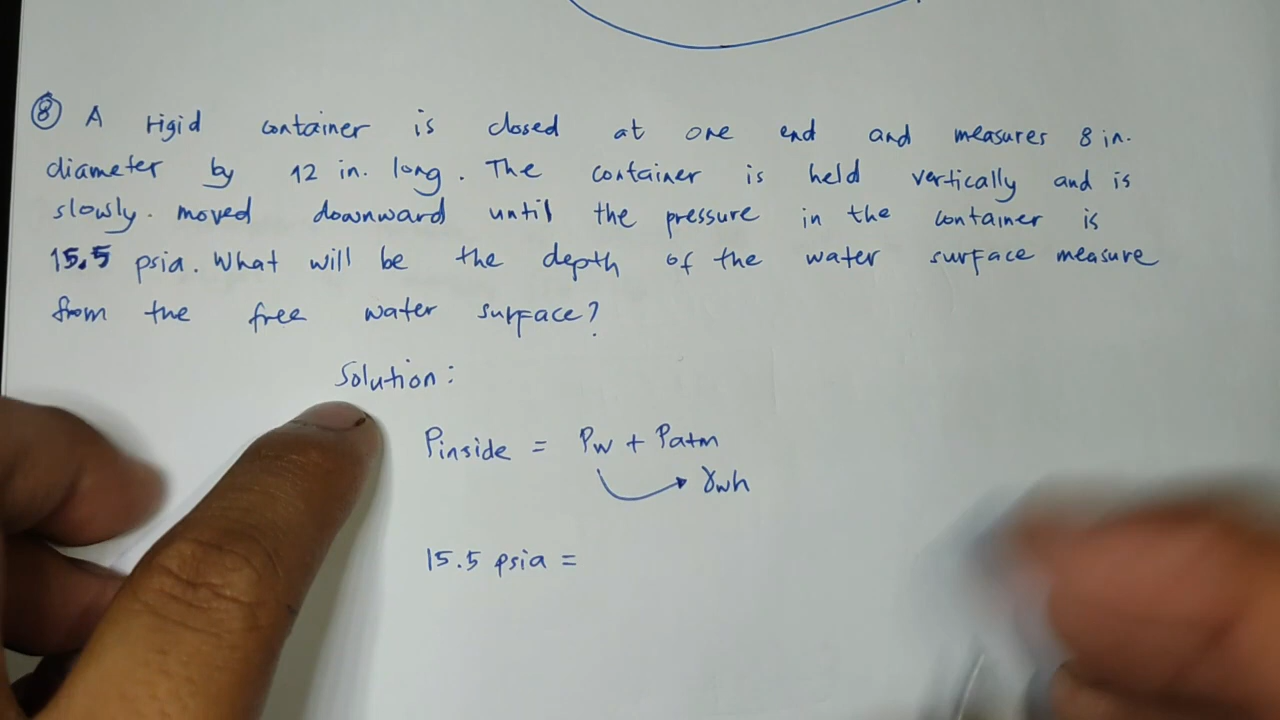 ⑧ A rigid container is closed at one end and measures 8 in.
diameter by 12 in. long. The container is held vertically and is
slowly. moved downward until the pressure in the container is
15.5 psia. What will be the depth of the water surface measure
from the free water surface?
Solution:
Pinside = Pw + Patm
γwh
15.5 psia =